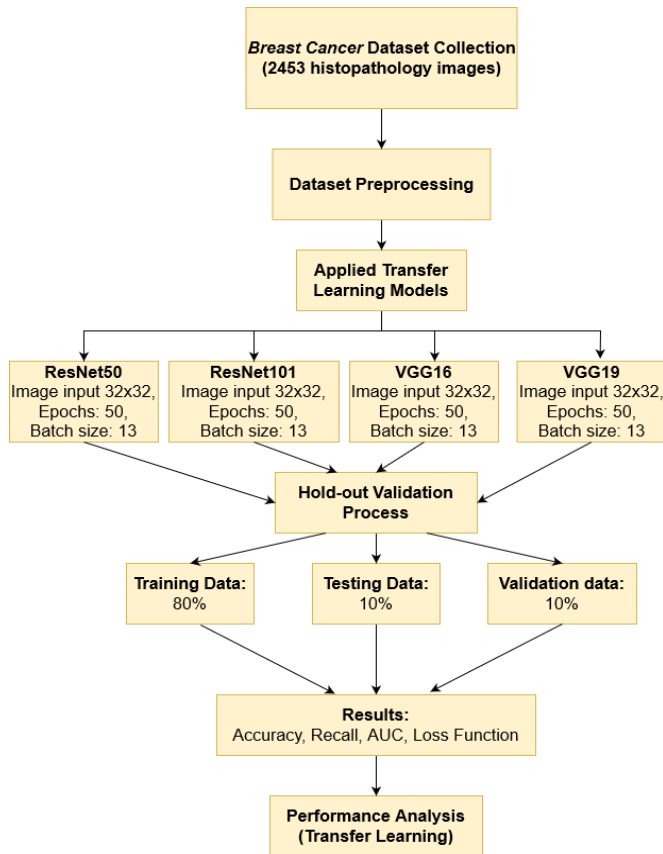 Breast Cancer Dataset Collection
(2453 histopathology images)
Dataset Preprocessing
Applied Transfer
Learning Models
ResNet50
Image input 32x32,
Epochs: 50,
Batch size: 13
ResNet101
Image input 32x32,
Epochs: 50,
Batch size: 13
VGG16
Image input 32x32,
Epochs: 50,
Batch size: 13
VGG19
Image input 32x32,
Epochs: 50,
Batch size: 13
Hold-out Validation
Process
Training Data:
80%
Testing Data:
10%
Validation data:
10%
Results:
Accuracy, Recall, AUC, Loss Function
Performance Analysis
(Transfer Learning)